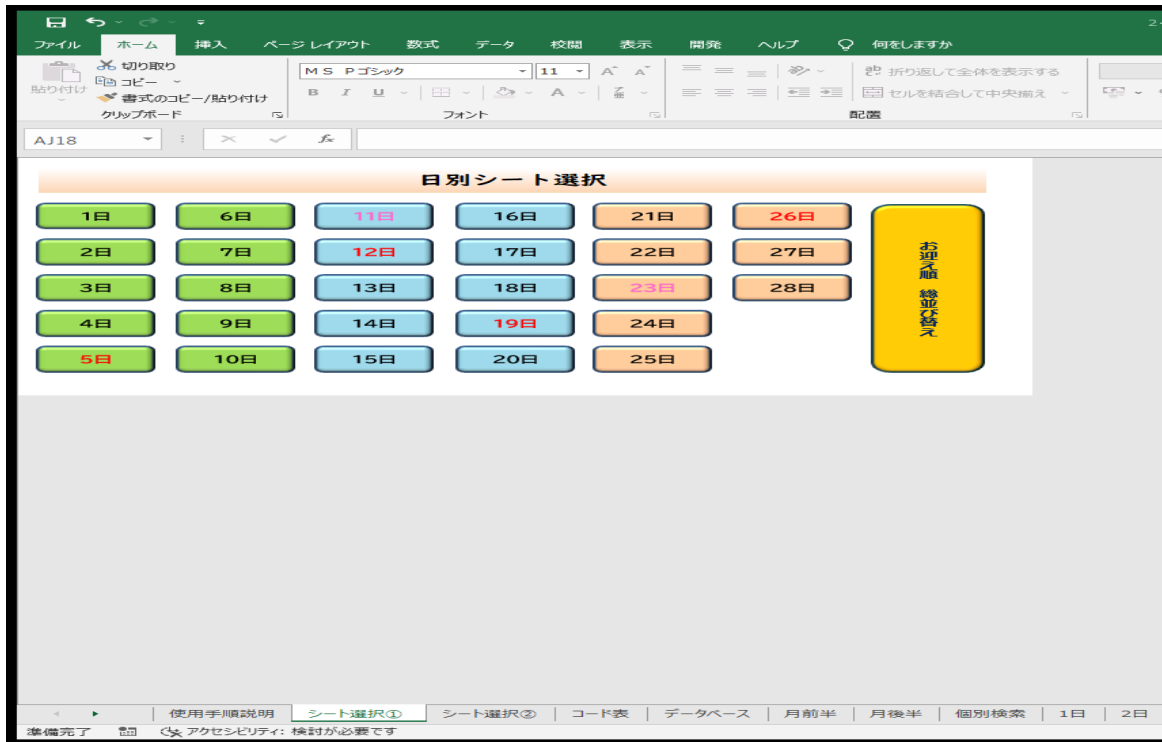 ファイル ホーム 挿入 ページ レイアウト 数式 データ 校閲 表示 開発 ヘルプ 何をしますか
貼り付け
切り取り
コピー
書式のコピー/貼り付け
クリップボード
ＭＳ Ｐゴシック 11 A A
B I U A
フォント
折り返して全体を表示する
セルを結合して中央揃え
配置
AJ18 fx
日別シート選択
1日 6日 11日 16日 21日 26日
2日 7日 12日 17日 22日 27日
3日 8日 13日 18日 23日 28日
4日 9日 14日 19日 24日
5日 10日 15日 20日 25日
お迎え順 総並び替え
使用手順説明 シート選択① シート選択② コード表 データベース 月前半 月後半 個別検索 1日 2日
準備完了 アクセシビリティ: 検討が必要です